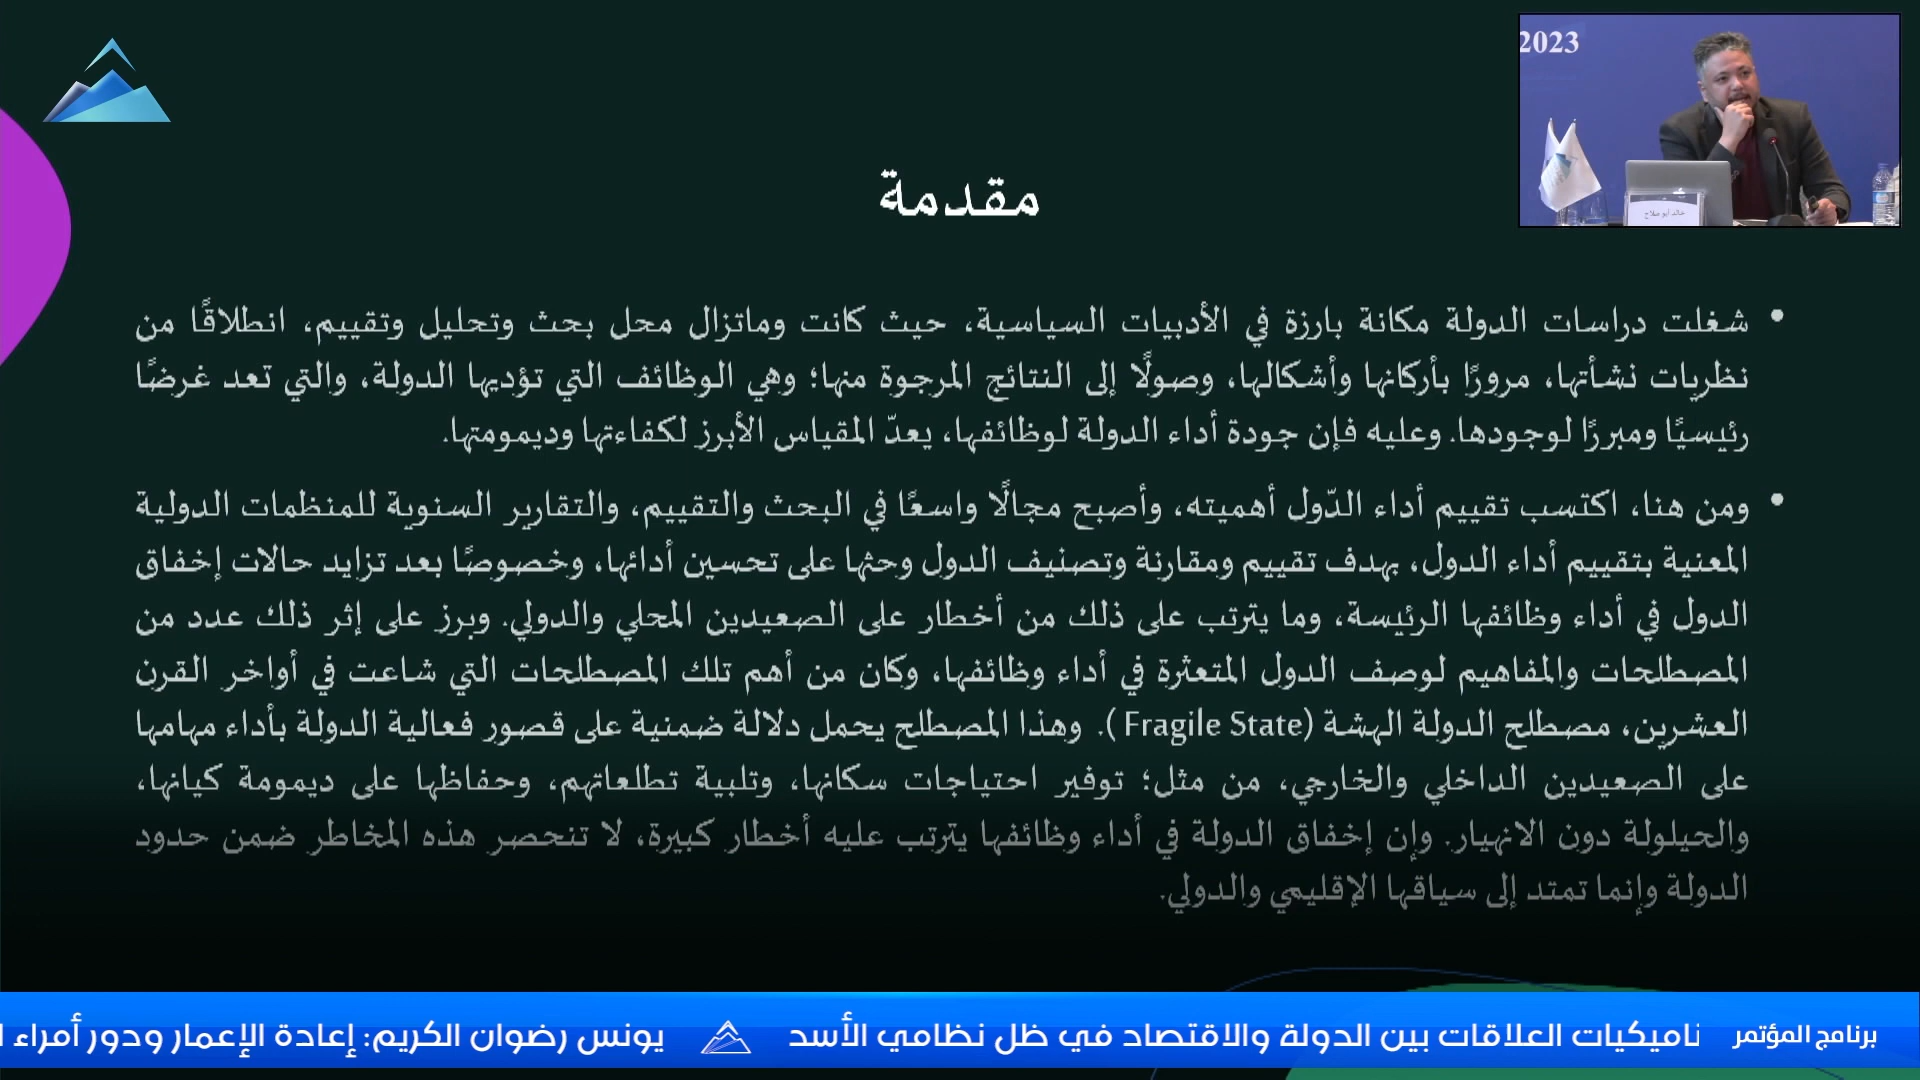 2023
خالد أبو صلاح
مقدمة
• شغلت دراسات الدولة مكانة بارزة في الأدبيات السياسية، حيث كانت وماتزال محل بحث وتحليل وتقييم، انطلاقًا من
نظريات نشأتها، مرورًا بأركانها وأشكالها، وصولًا إلى النتائج المرجوة منها؛ وهي الوظائف التي تؤديها الدولة، والتي تعد غرضًا
رئيسيًا ومبررًا لوجودها. وعليه فإن جودة أداء الدولة لوظائفها، يعدّ المقياس الأبرز لكفاءتها وديمومتها.
• ومن هنا، اكتسب تقييم أداء الدّول أهميته، وأصبح مجالًا واسعًا في البحث والتقييم، والتقارير السنوية للمنظمات الدولية
المعنية بتقييم أداء الدول، بهدف تقييم ومقارنة وتصنيف الدول وحثها على تحسين أدائها، وخصوصًا بعد تزايد حالات إخفاق
الدول في أداء وظائفها الرئيسة، وما يترتب على ذلك من أخطار على الصعيدين المحلي والدولي. وبرز على إثر ذلك عدد من
المصطلحات والمفاهيم لوصف الدول المتعثرة في أداء وظائفها، وكان من أهم تلك المصطلحات التي شاعت في أواخر القرن
العشرين، مصطلح الدولة الهشة (Fragile State ). وهذا المصطلح يحمل دلالة ضمنية على قصور فعالية الدولة بأداء مهامها
على الصعيدين الداخلي والخارجي، من مثل؛ توفير احتياجات سكانها، وتلبية تطلعاتهم، وحفاظها على ديمومة كيانها،
والحيلولة دون الانهيار. وإن إخفاق الدولة في أداء وظائفها يترتب عليه أخطار كبيرة، لا تنحصر هذه المخاطر ضمن حدود
الدولة وإنما تمتد إلى سياقها الإقليمي والدولي.
برنامج المؤتمر
ناميكيات العلاقات بين الدولة والاقتصاد في ظل نظامي الأسد
يونس رضوان الكريم: إعادة الإعمار ودور أمراء ا